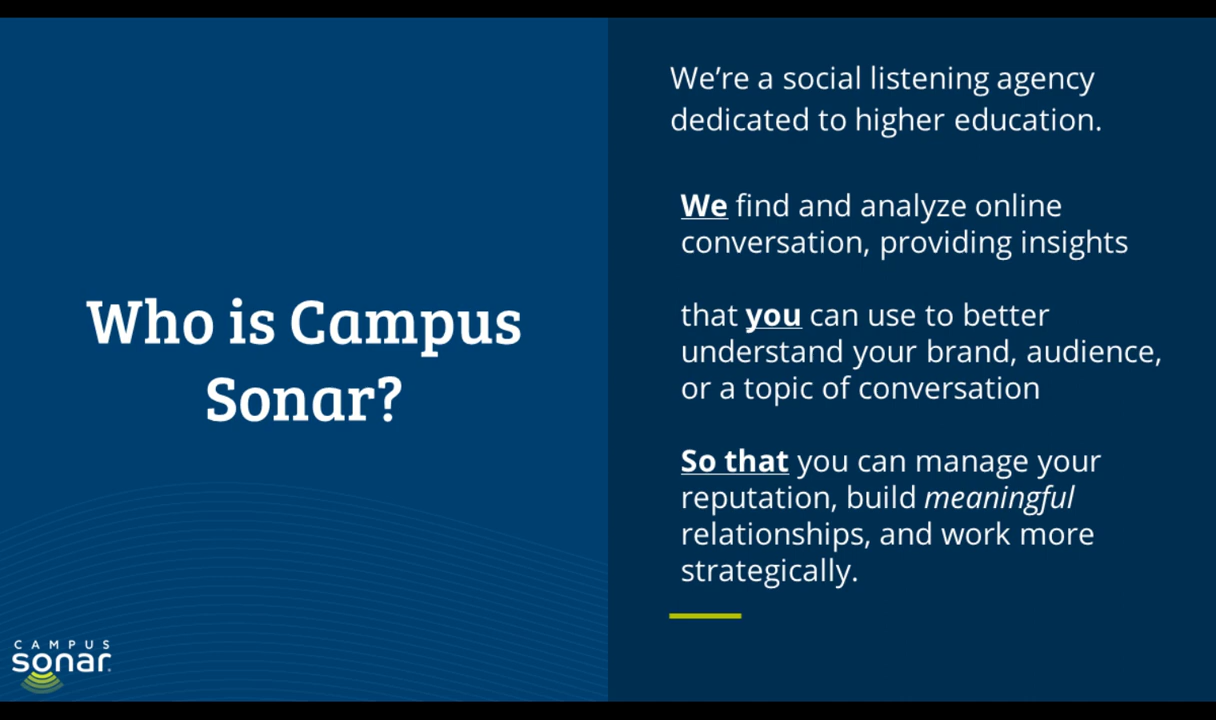 Who is Campus
Sonar?
CAMPUS
sonar
We’re a social listening agency
dedicated to higher education.
We find and analyze online
conversation, providing insights
that you can use to better
understand your brand, audience,
or a topic of conversation
So that you can manage your
reputation, build meaningful
relationships, and work more
strategically.